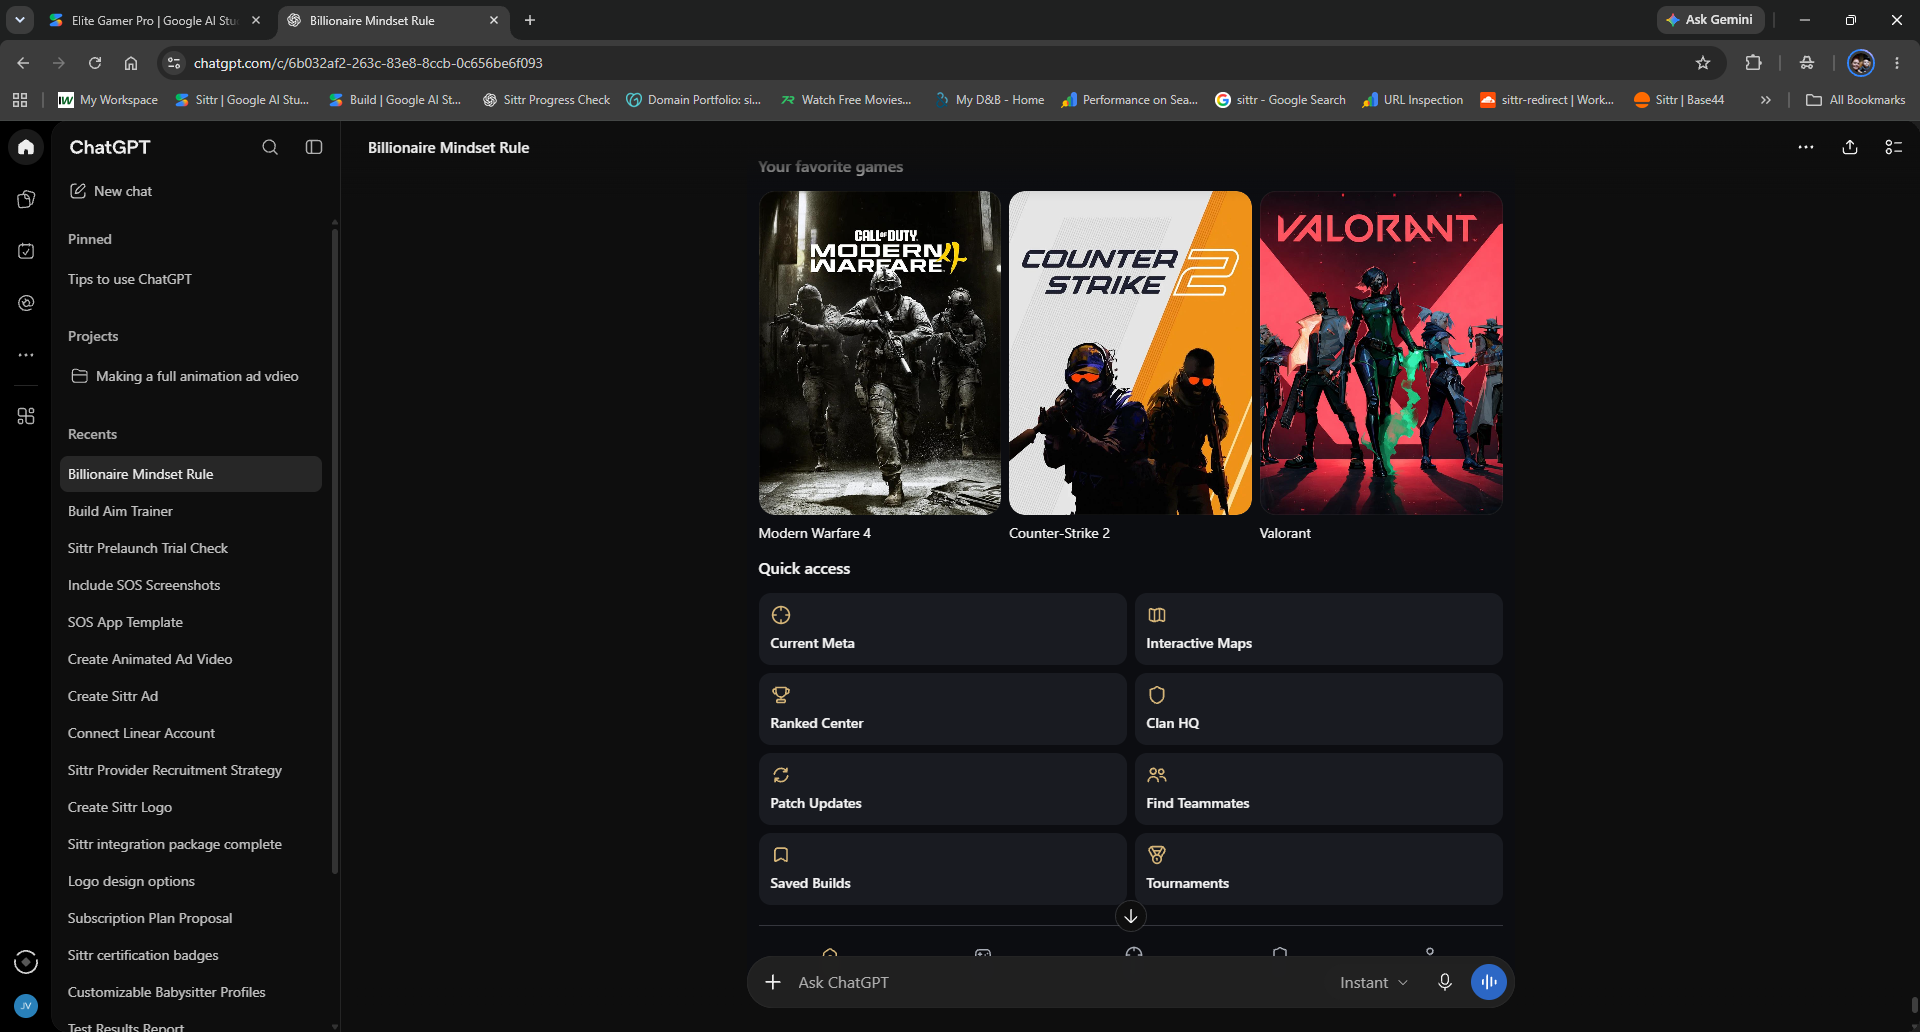 Elite Gamer Pro | Google AI Stu
Billionaire Mindset Rule
Ask Gemini
chatgpt.com/c/6b032af2-263c-83e8-8ccb-0c656be6f093
My Workspace
Sittr | Google AI Stu...
Build | Google AI St...
Sittr Progress Check
Domain Portfolio: si...
Watch Free Movies...
My D&B - Home
Performance on Sea...
sittr - Google Search
URL Inspection
sittr-redirect | Work...
Sittr | Base44
All Bookmarks
ChatGPT
New chat
Pinned
Tips to use ChatGPT
Projects
Making a full animation ad vdieo
Recents
Billionaire Mindset Rule
Build Aim Trainer
Sittr Prelaunch Trial Check
Include SOS Screenshots
SOS App Template
Create Animated Ad Video
Create Sittr Ad
Connect Linear Account
Sittr Provider Recruitment Strategy
Create Sittr Logo
Sittr integration package complete
Logo design options
Subscription Plan Proposal
Sittr certification badges
Customizable Babysitter Profiles
Test Results Report
JV
Billionaire Mindset Rule
Your favorite games
CALL OF DUTY
MODERN
WARFARE 4
COUNTER
STRIKE 2
VALORANT
Modern Warfare 4
Counter-Strike 2
Valorant
Quick access
Current Meta
Interactive Maps
Ranked Center
Clan HQ
Patch Updates
Find Teammates
Saved Builds
Tournaments
Ask ChatGPT
Instant